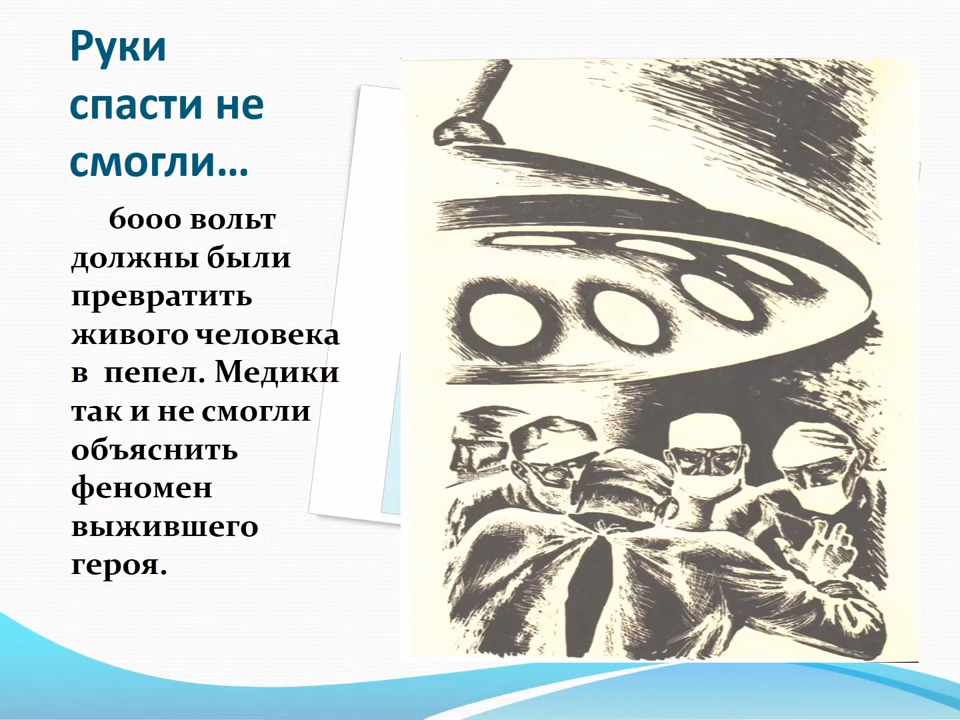 Руки
спасти не
смогли…
6000 вольт
должны были
превратить
живого человека
в пепел. Медики
так и не смогли
объяснить
феномен
выжившего
героя.